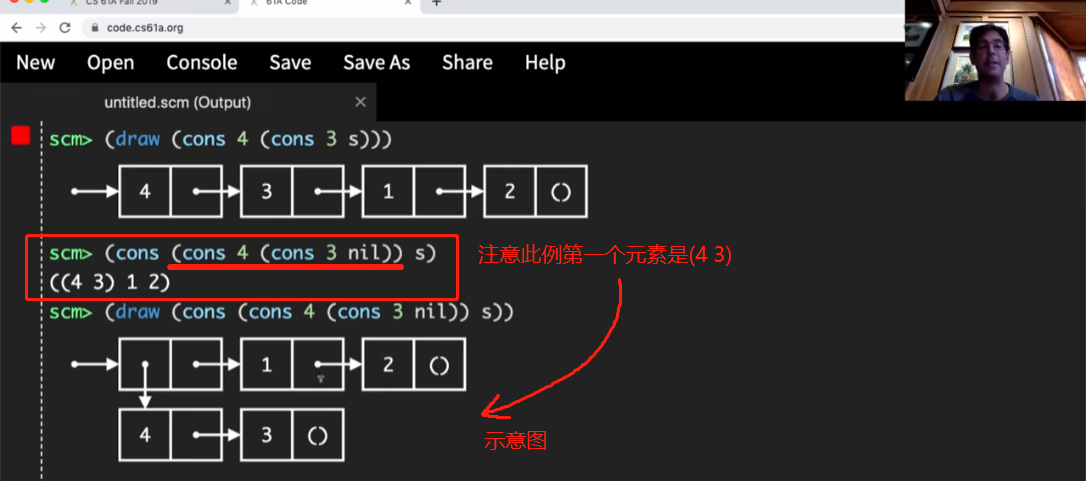 CS 61A Fall 2019
61A Code
code.cs61a.org
New Open Console Save Save As Share Help
untitled.scm (Output)
scm> (draw (cons 4 (cons 3 s)))
4 3 1 2 ()
scm> (cons (cons 4 (cons 3 nil)) s)
注意此例第一个元素是(4 3)
((4 3) 1 2)
scm> (draw (cons (cons 4 (cons 3 nil)) s))
1 2 ()
4 3 ()
示意图